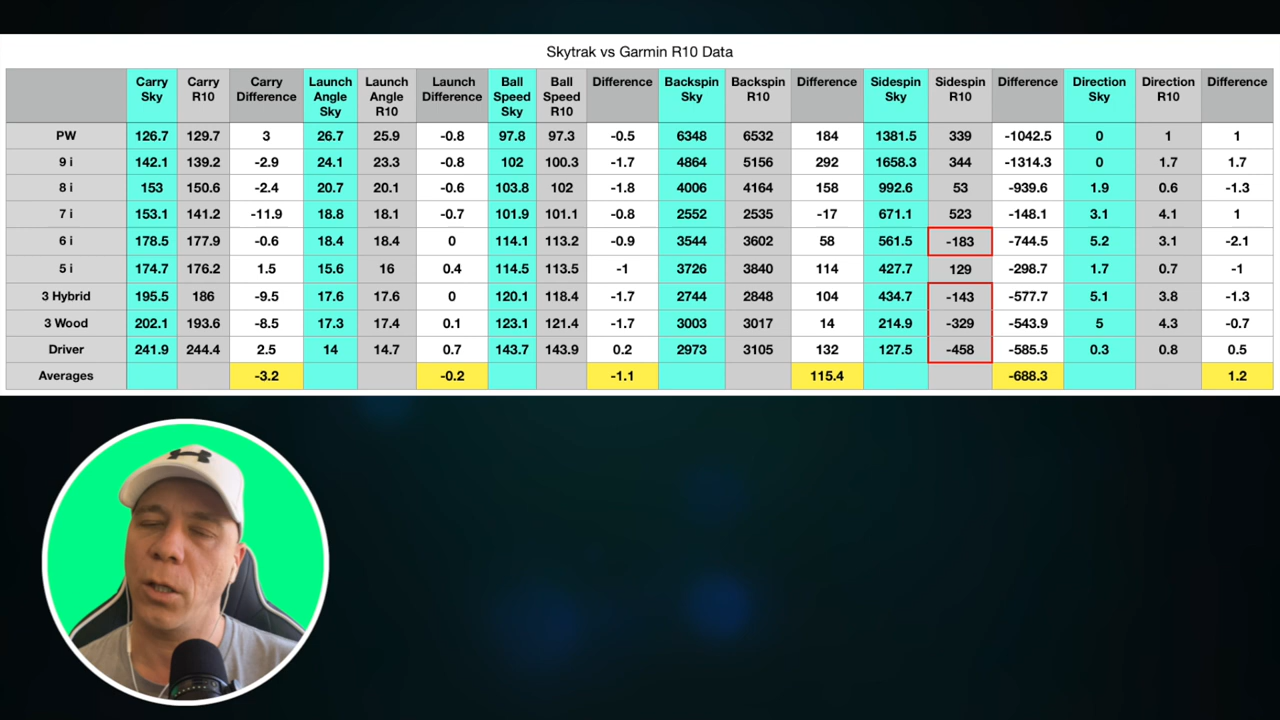 Skytrak vs Garmin R10 Data
Carry Sky Carry R10 Carry Difference Launch Angle Sky Launch Angle R10 Launch Difference Ball Speed Sky Ball Speed R10 Difference Backspin Sky Backspin R10 Difference Sidespin Sky Sidespin R10 Difference Direction Sky Direction R10 Difference
PW 126.7 129.7 3 26.7 25.9 -0.8 97.8 97.3 -0.5 6348 6532 184 1381.5 339 -1042.5 0 1 1
9 i 142.1 139.2 -2.9 24.1 23.3 -0.8 102 100.3 -1.7 4864 5156 292 1658.3 344 -1314.3 0 1.7 1.7
8 i 153 150.6 -2.4 20.7 20.1 -0.6 103.8 102 -1.8 4006 4164 158 992.6 53 -939.6 1.9 0.6 -1.3
7 i 153.1 141.2 -11.9 18.8 18.1 -0.7 101.9 101.1 -0.8 2552 2535 -17 671.1 523 -148.1 3.1 4.1 1
6 i 178.5 177.9 -0.6 18.4 18.4 0 114.1 113.2 -0.9 3544 3602 58 561.5 -183 -744.5 5.2 3.1 -2.1
5 i 174.7 176.2 1.5 15.6 16 0.4 114.5 113.5 -1 3726 3840 114 427.7 129 -298.7 1.7 0.7 -1
3 Hybrid 195.5 186 -9.5 17.6 17.6 0 120.1 118.4 -1.7 2744 2848 104 434.7 -143 -577.7 5.1 3.8 -1.3
3 Wood 202.1 193.6 -8.5 17.3 17.4 0.1 123.1 121.4 -1.7 3003 3017 14 214.9 -329 -543.9 5 4.3 -0.7
Driver 241.9 244.4 2.5 14 14.7 0.7 143.7 143.9 0.2 2973 3105 132 127.5 -458 -585.5 0.3 0.8 0.5
Averages -3.2 -0.2 -1.1 115.4 -688.3 1.2